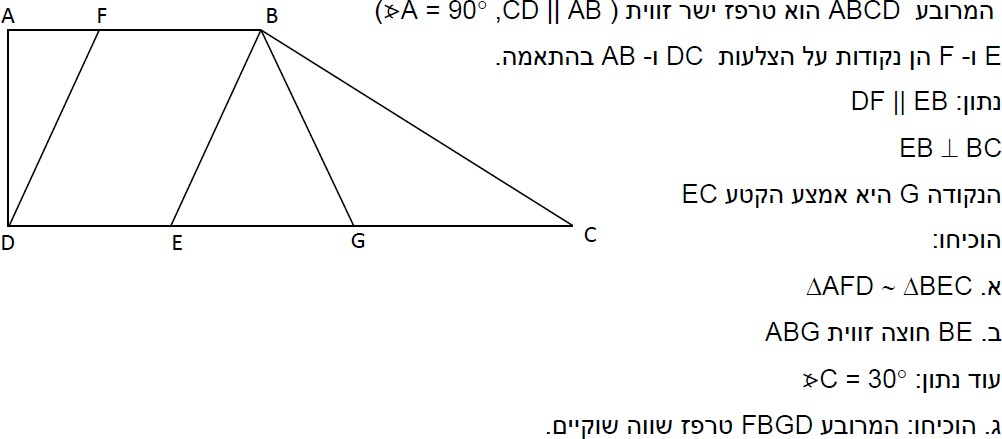 המרובע ABCD הוא טרפז ישר זווית ( CD || AB, ∢A = 90°)
E ו- F הן נקודות על הצלעות DC ו- AB בהתאמה.
נתון: DF || EB
EB ⊥ BC
הנקודה G היא אמצע הקטע EC
הוכיחו:
א. ∆AFD ~ ∆BEC
ב. BE חוצה זווית ABG
עוד נתון: ∢C = 30°
ג. הוכיחו: המרובע FBGD טרפז שווה שוקיים.
A F B
D E G C